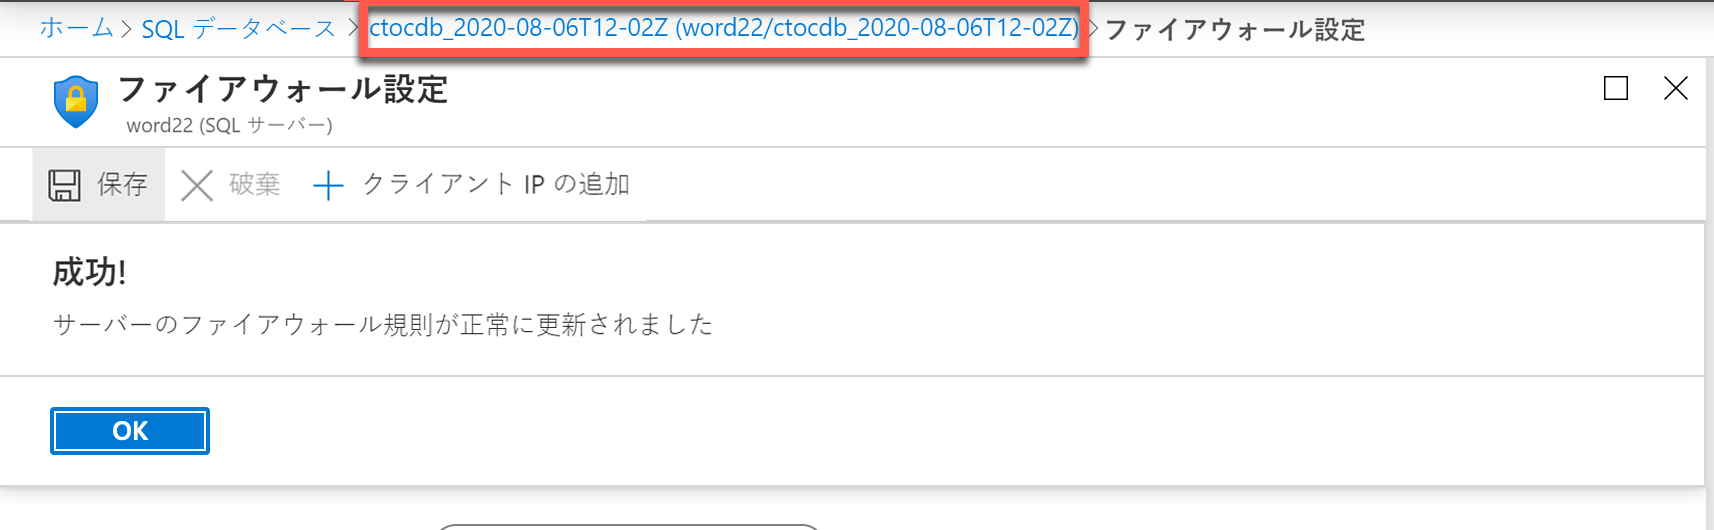 ホーム > SQL データベース > ctocdb_2020-08-06T12-02Z (word22/ctocdb_2020-08-06T12-02Z) > ファイアウォール設定
ファイアウォール設定
word22 (SQL サーバー)
保存 破棄 クライアント IP の追加
成功!
サーバーのファイアウォール規則が正常に更新されました
OK